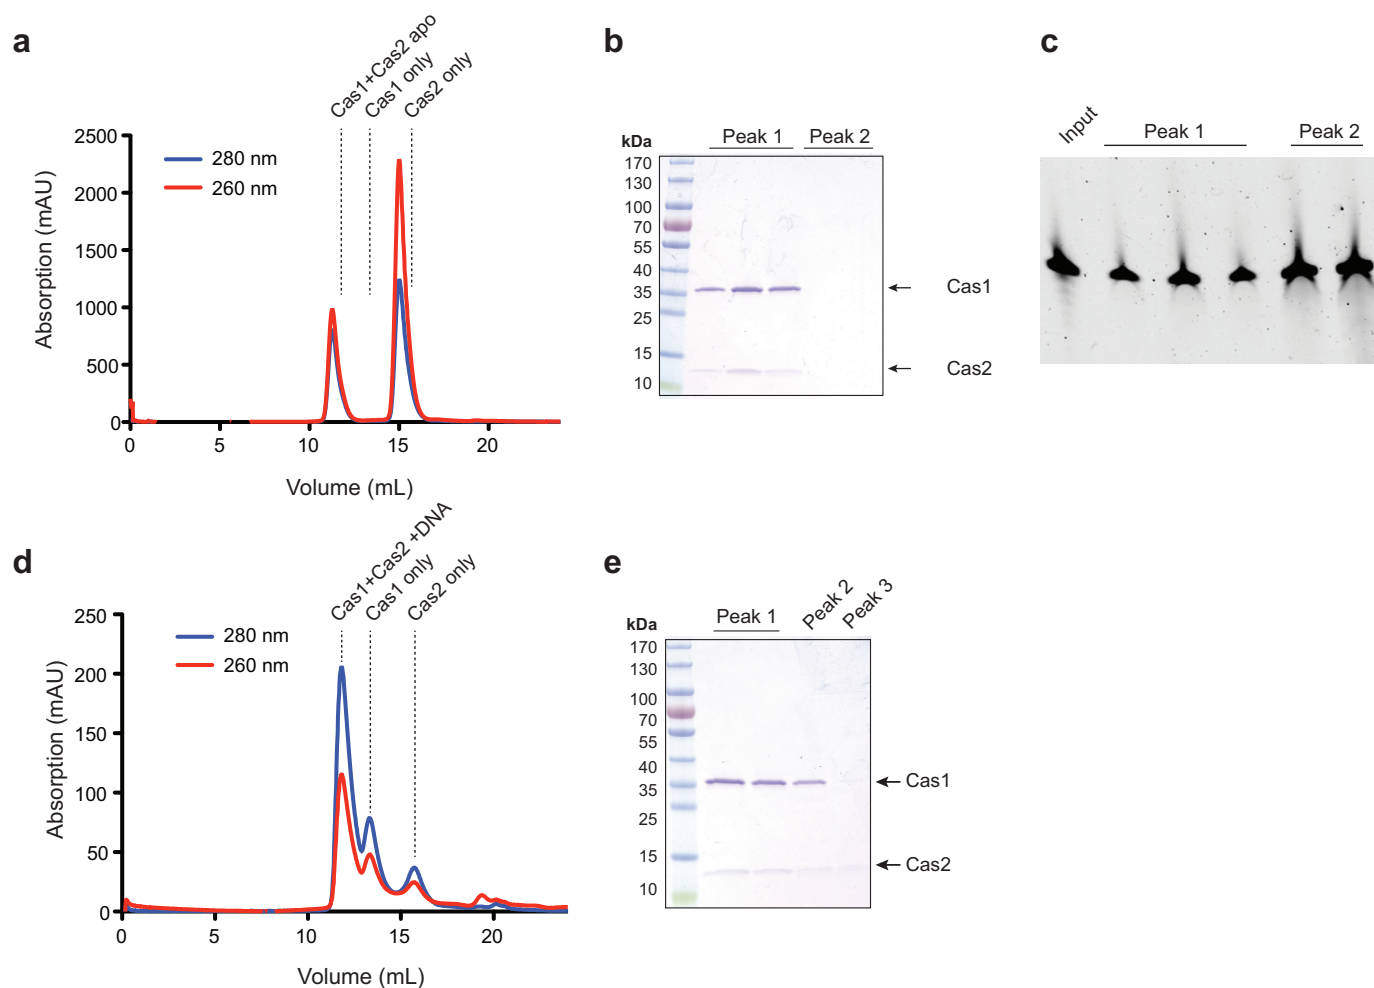 a
Cas1+Cas2 apo
Cas1 only
Cas2 only
2500
2000
1500
1000
500
0
280 nm
260 nm
Absorption (mAU)
0 5 10 15 20
Volume (mL)
b
kDa
Peak 1 Peak 2
170
130
100
70
55
40
35
25
15
10
Cas1
Cas2
c
Input
Peak 1
Peak 2
d
Cas1+Cas2 +DNA
Cas1 only
Cas2 only
250
200
150
100
50
0
280 nm
260 nm
Absorption (mAU)
0 5 10 15 20
Volume (mL)
e
kDa
Peak 1
Peak 2
Peak 3
170
130
100
70
55
40
35
25
15
10
Cas1
Cas2